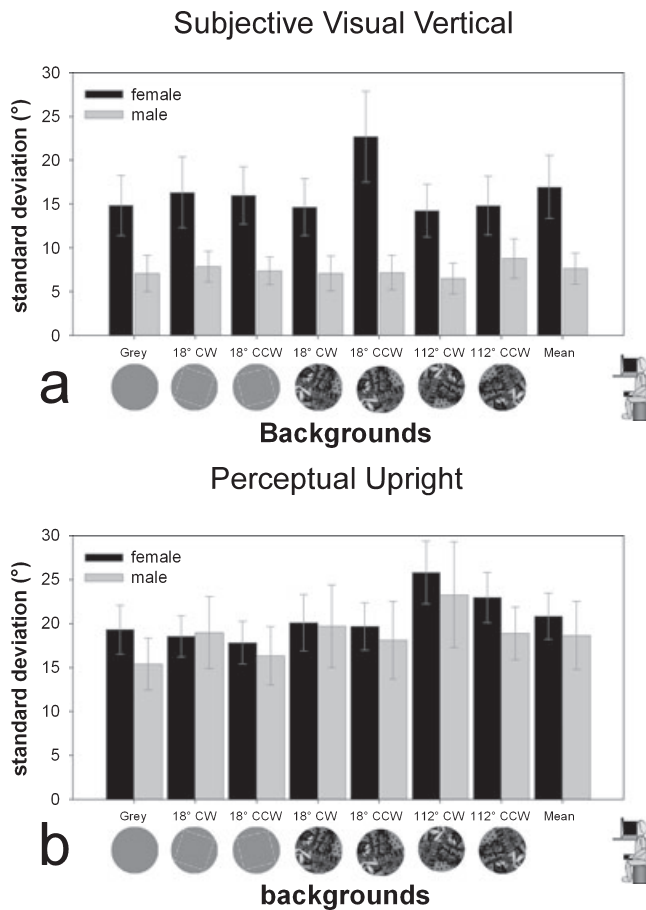 Subjective Visual Vertical
30
25
20
15
10
5
0
standard deviation (°)
female
male
Grey 18° CW 18° CCW 18° CW 18° CCW 112° CW 112° CCW Mean
a
Backgrounds
Perceptual Upright
30
25
20
15
10
5
0
standard deviation (°)
female
male
Grey 18° CW 18° CCW 18° CW 18° CCW 112° CW 112° CCW Mean
b
backgrounds